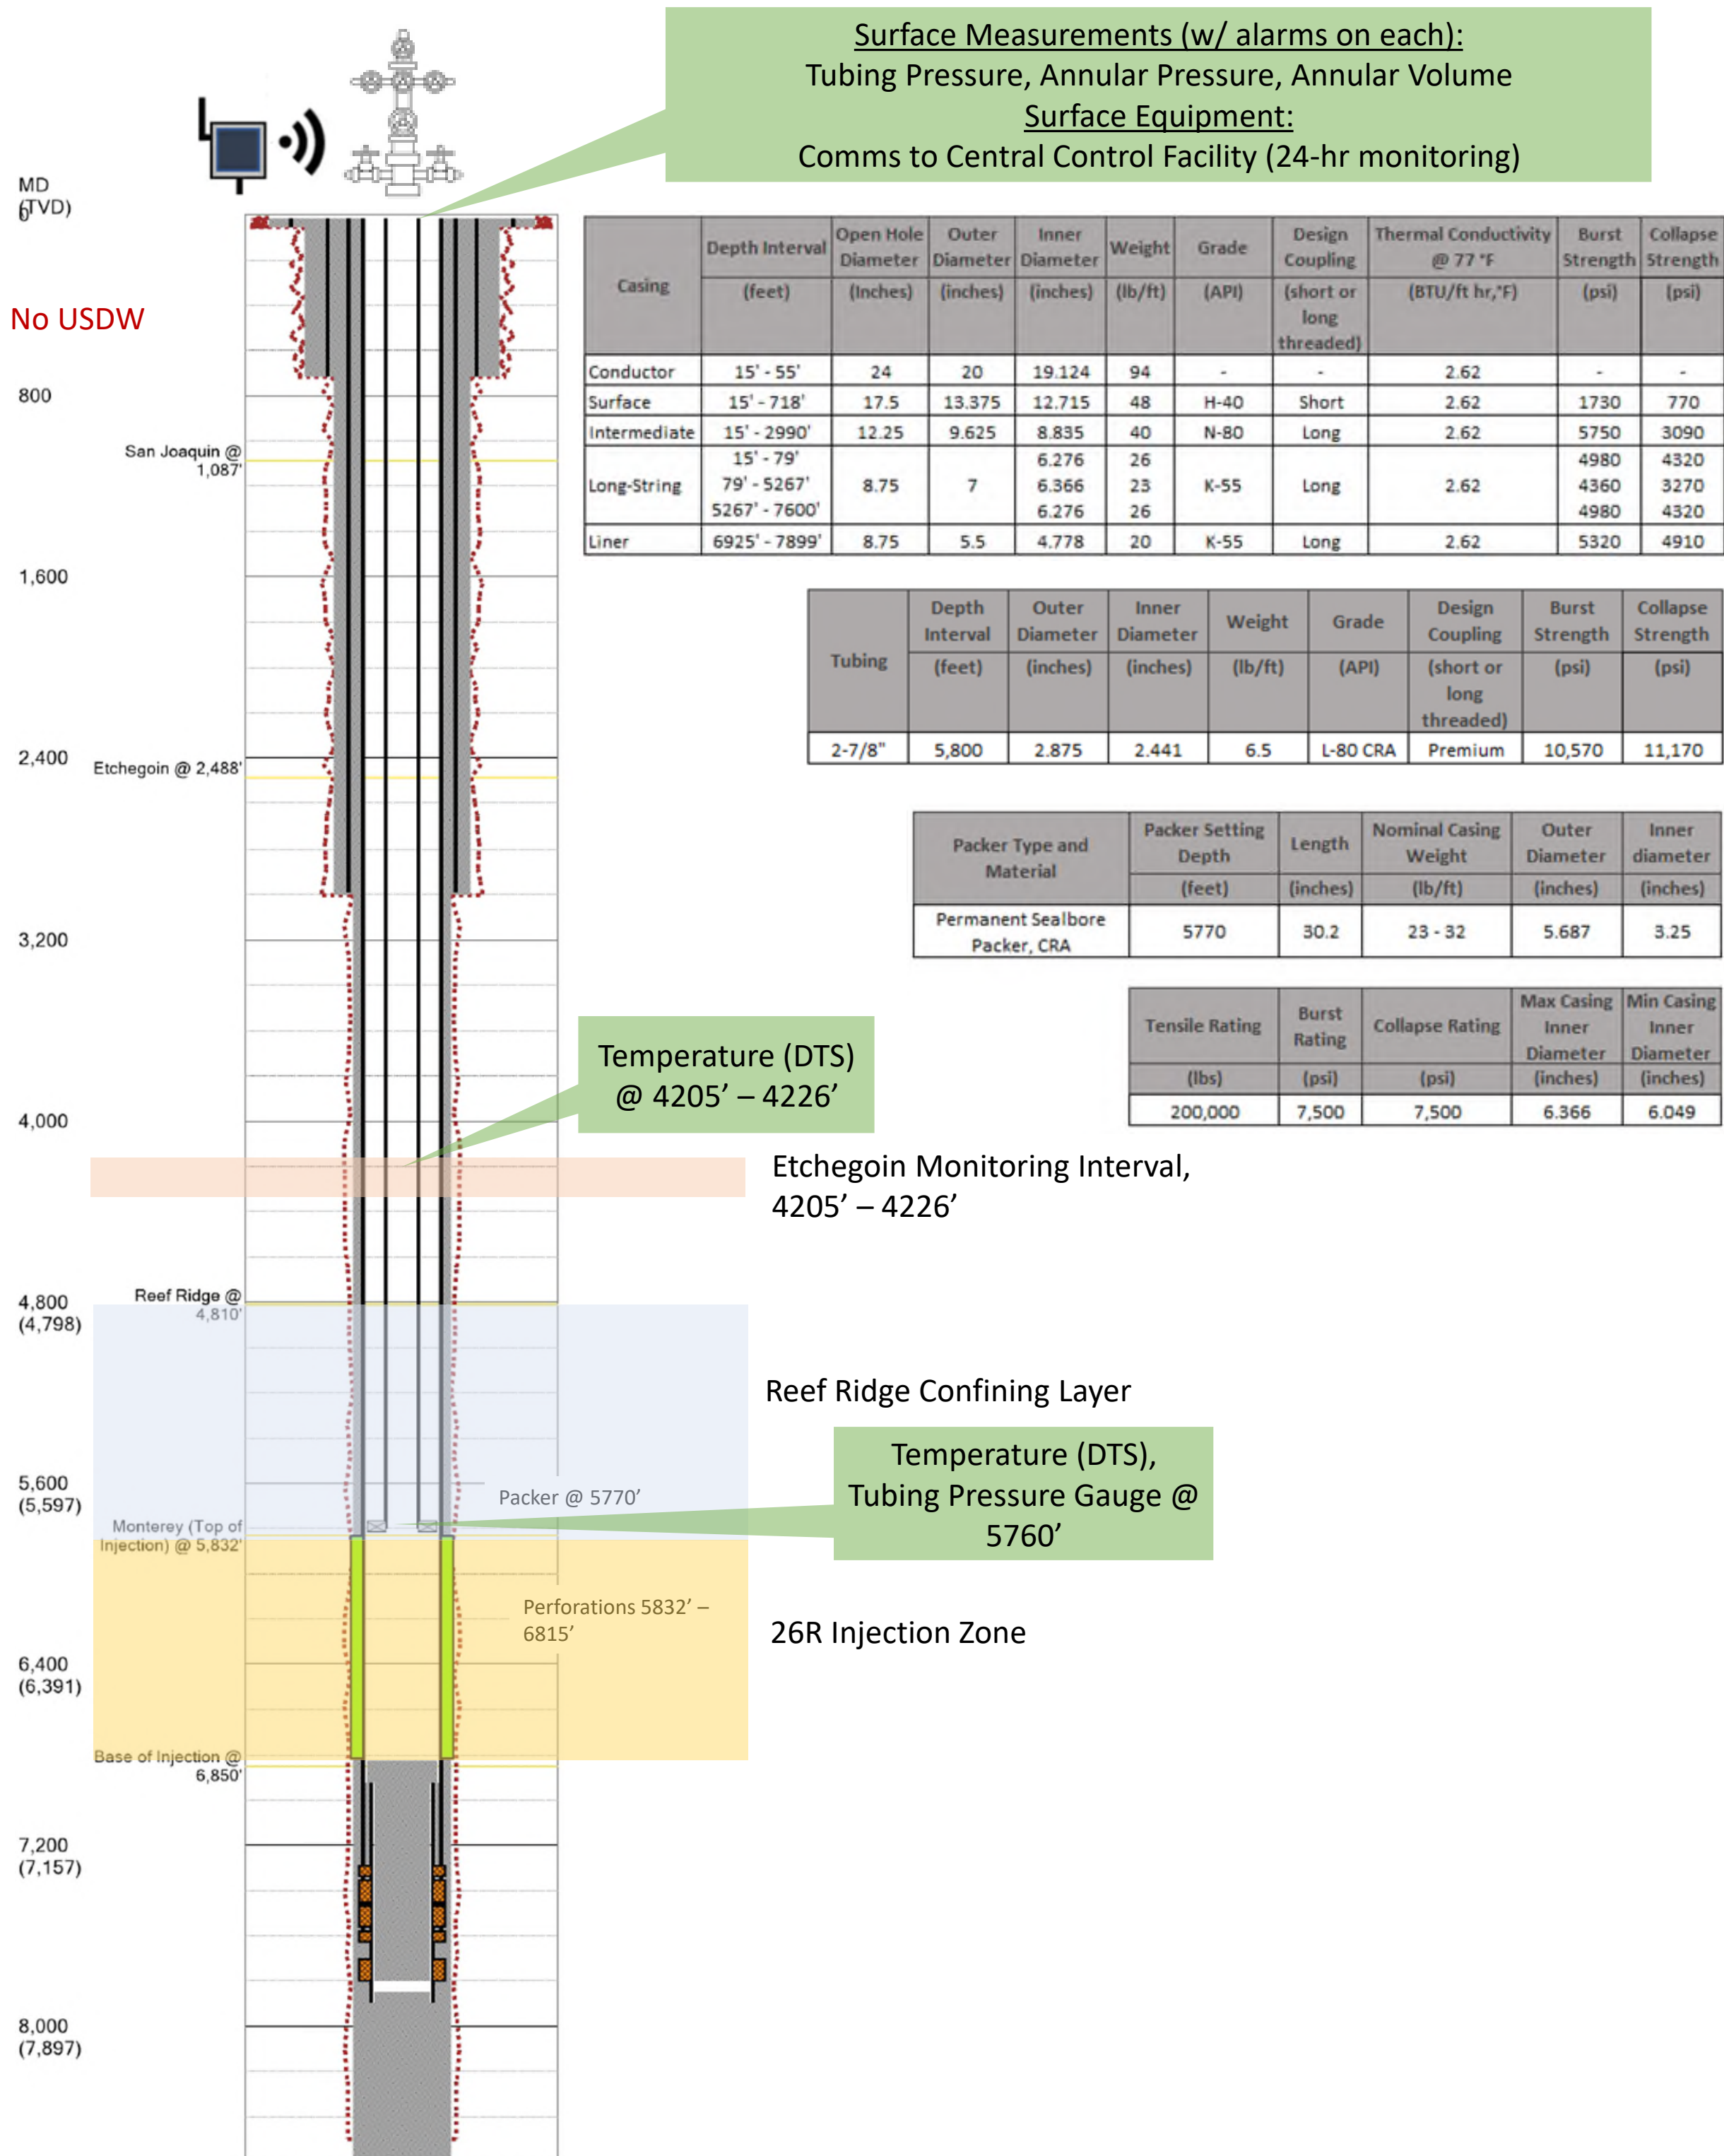 Surface Measurements (w/ alarms on each):
Tubing Pressure, Annular Pressure, Annular Volume
Surface Equipment:
Comms to Central Control Facility (24-hr monitoring)
MD
(TVD)
0
No USDW
800
San Joaquin @
1,087'
1,600
2,400
Etchegoin @ 2,488'
3,200
4,000
4,800
(4,798)
Reef Ridge @
4,810'
5,600
(5,597)
Monterey (Top of
Injection) @ 5,832'
6,400
(6,391)
Base of Injection @
6,850'
7,200
(7,157)
8,000
(7,897)
Casing Depth Interval Open Hole Diameter Outer Diameter Inner Diameter Weight Grade Design Coupling Thermal Conductivity @ 77 °F Burst Strength Collapse Strength
(feet) (Inches) (inches) (inches) (lb/ft) (API) (short or long threaded) (BTU/ft hr,°F) (psi) (psi)
Conductor 15' - 55' 24 20 19.124 94 - - 2.62 - -
Surface 15' - 718' 17.5 13.375 12.715 48 H-40 Short 2.62 1730 770
Intermediate 15' - 2990' 12.25 9.625 8.835 40 N-80 Long 2.62 5750 3090
15' - 79' 6.276 26 4980 4320
Long-String 79' - 5267' 8.75 7 6.366 23 K-55 Long 2.62 4360 3270
5267' - 7600' 6.276 26 4980 4320
Liner 6925' - 7899' 8.75 5.5 4.778 20 K-55 Long 2.62 5320 4910
Tubing Depth Interval Outer Diameter Inner Diameter Weight Grade Design Coupling Burst Strength Collapse Strength
(feet) (inches) (inches) (lb/ft) (API) (short or long threaded) (psi) (psi)
2-7/8" 5,800 2.875 2.441 6.5 L-80 CRA Premium 10,570 11,170
Packer Type and Material Packer Setting Depth Length Nominal Casing Weight Outer Diameter Inner diameter
(feet) (inches) (lb/ft) (inches) (inches)
Permanent Sealbore Packer, CRA 5770 30.2 23 - 32 5.687 3.25
Tensile Rating Burst Rating Collapse Rating Max Casing Inner Diameter Min Casing Inner Diameter
(lbs) (psi) (psi) (inches) (inches)
200,000 7,500 7,500 6.366 6.049
Temperature (DTS)
@ 4205’ – 4226’
Etchegoin Monitoring Interval,
4205’ – 4226’
Reef Ridge Confining Layer
Packer @ 5770’
Temperature (DTS),
Tubing Pressure Gauge @
5760’
Perforations 5832’ –
6815’
26R Injection Zone